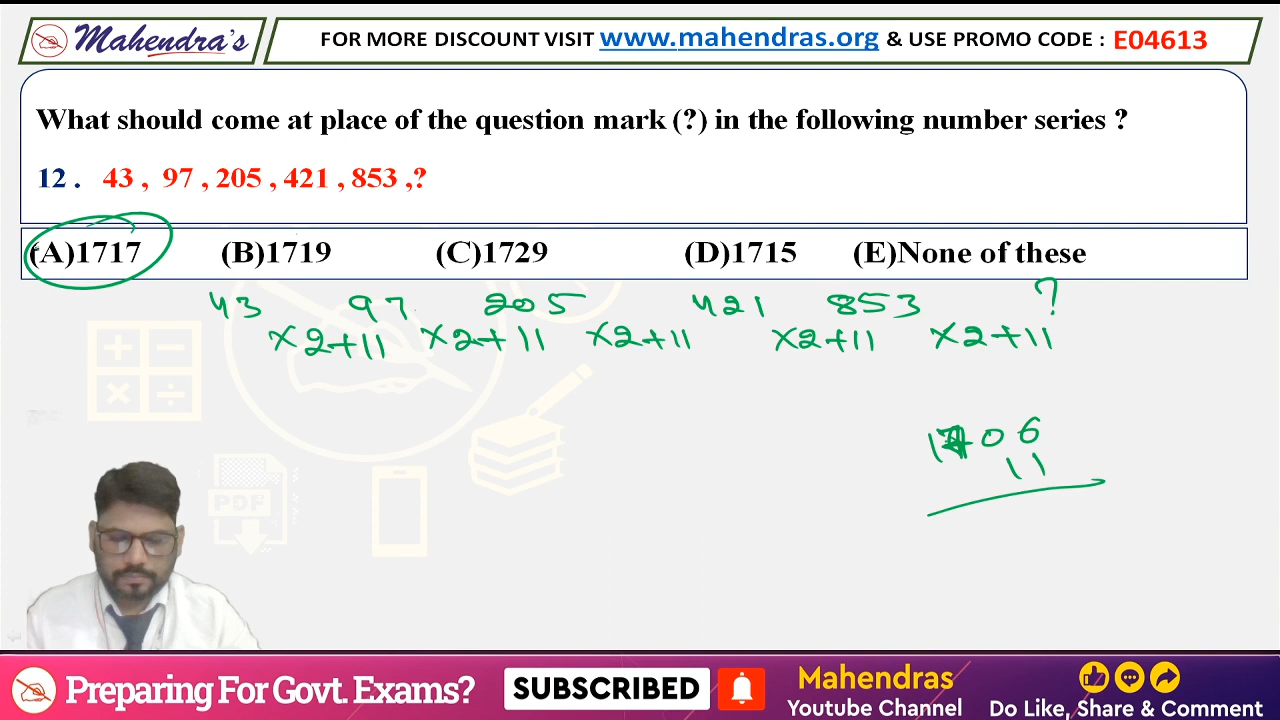 Mahendra's
FOR MORE DISCOUNT VISIT www.mahendras.org & USE PROMO CODE : E04613
What should come at place of the question mark (?) in the following number series ?
12 . 43 , 97 , 205 , 421 , 853 ,?
(A)1717 (B)1719 (C)1729 (D)1715 (E)None of these
43 97 205 421 853 ?
×2+11 ×2+11 ×2+11 ×2+11 ×2+11
1706
11
PDF
Preparing For Govt. Exams? SUBSCRIBED Mahendras
Youtube Channel Do Like, Share & Comment